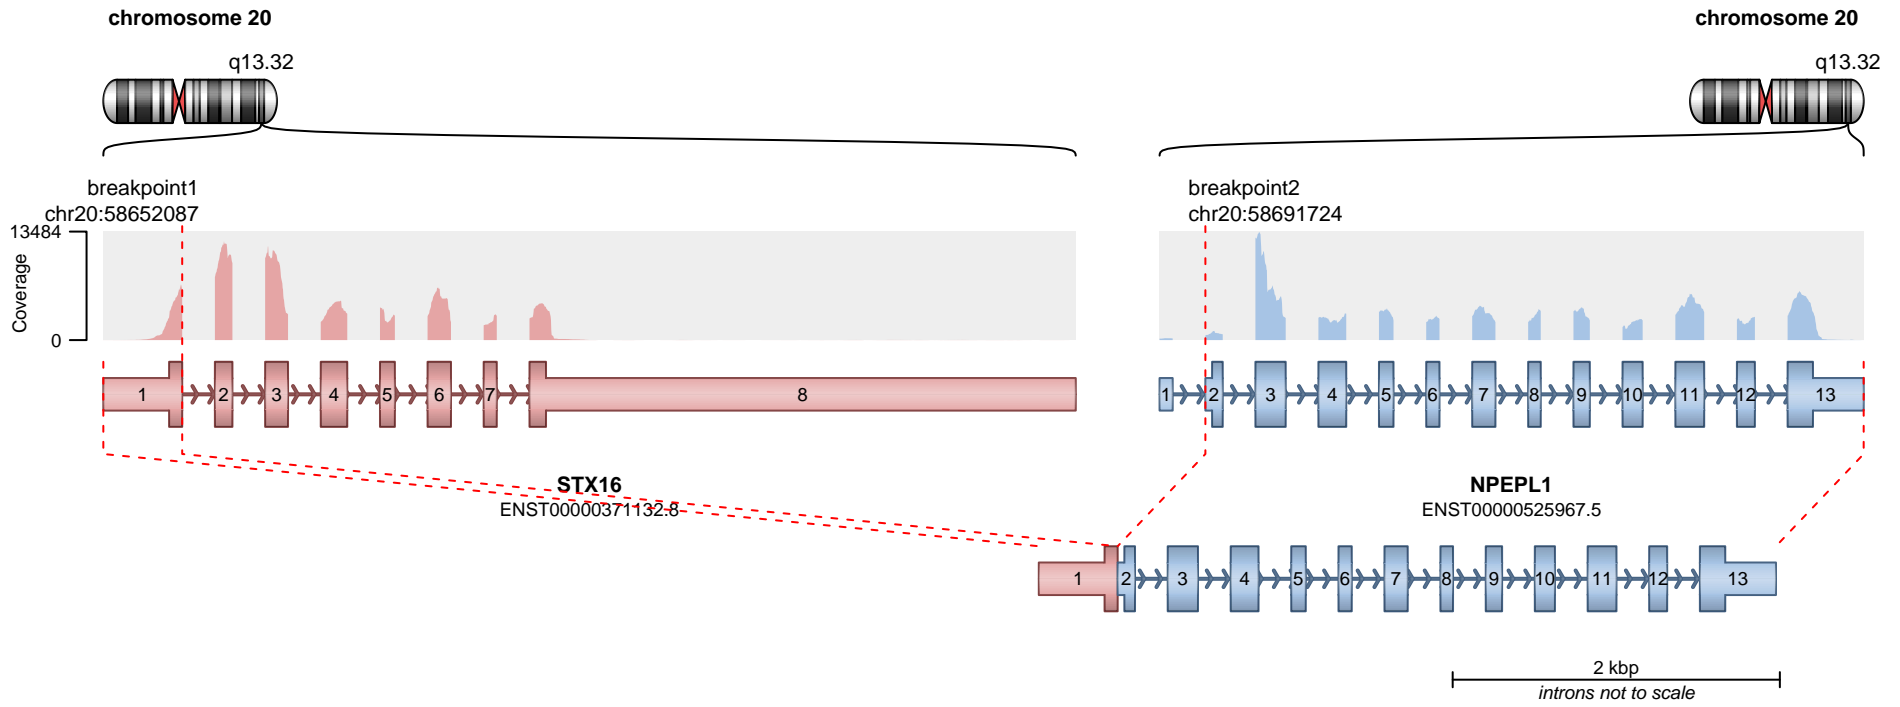 chromosome 20
chromosome 20
q13.32
q13.32
breakpoint1
chr20:58652087
breakpoint2
chr20:58691724
13484
Coverage
0
1 2 3 4 5 6 7 8
1 2 3 4 5 6 7 8 9 10 11 12 13
STX16
ENST00000371132.8
NPEPL1
ENST00000525967.5
1 2 3 4 5 6 7 8 9 10 11 12 13
2 kbp
introns not to scale